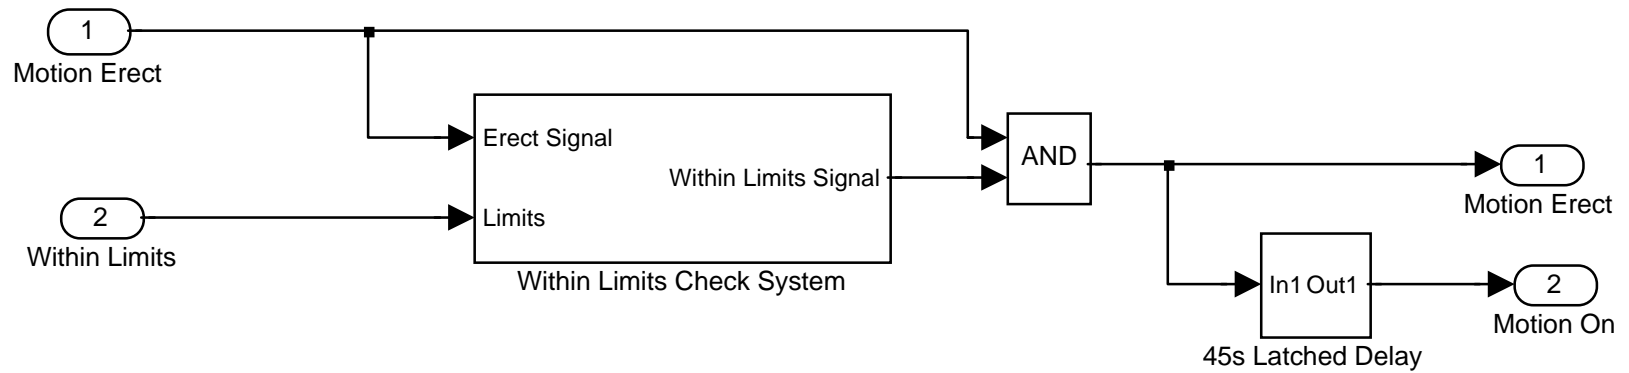 1
Motion Erect
2
Within Limits
Erect Signal
Within Limits Signal
Limits
Within Limits Check System
AND
1
Motion Erect
In1 Out1
45s Latched Delay
2
Motion On